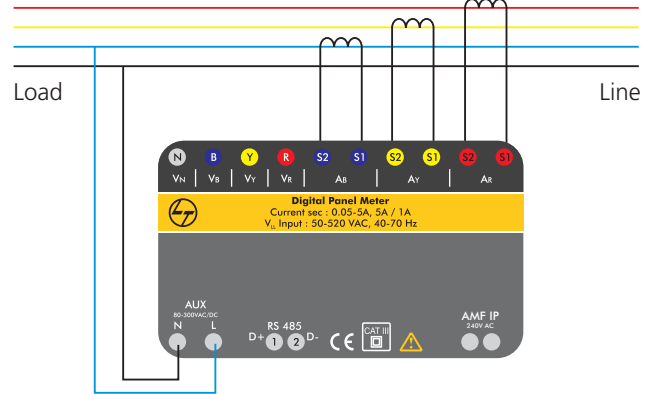 Load
Line
N B Y R S2 S1 S2 S1 S2 S1
VN VB VY VR AB AY AR
Digital Panel Meter
Current sec : 0.05-5A, 5A / 1A
VLL Input : 50-520 VAC, 40-70 Hz
AUX
80-300VAC/DC
N L
RS 485
D+ 1 2 D-
CE
CAT III
AMF IP
240V AC